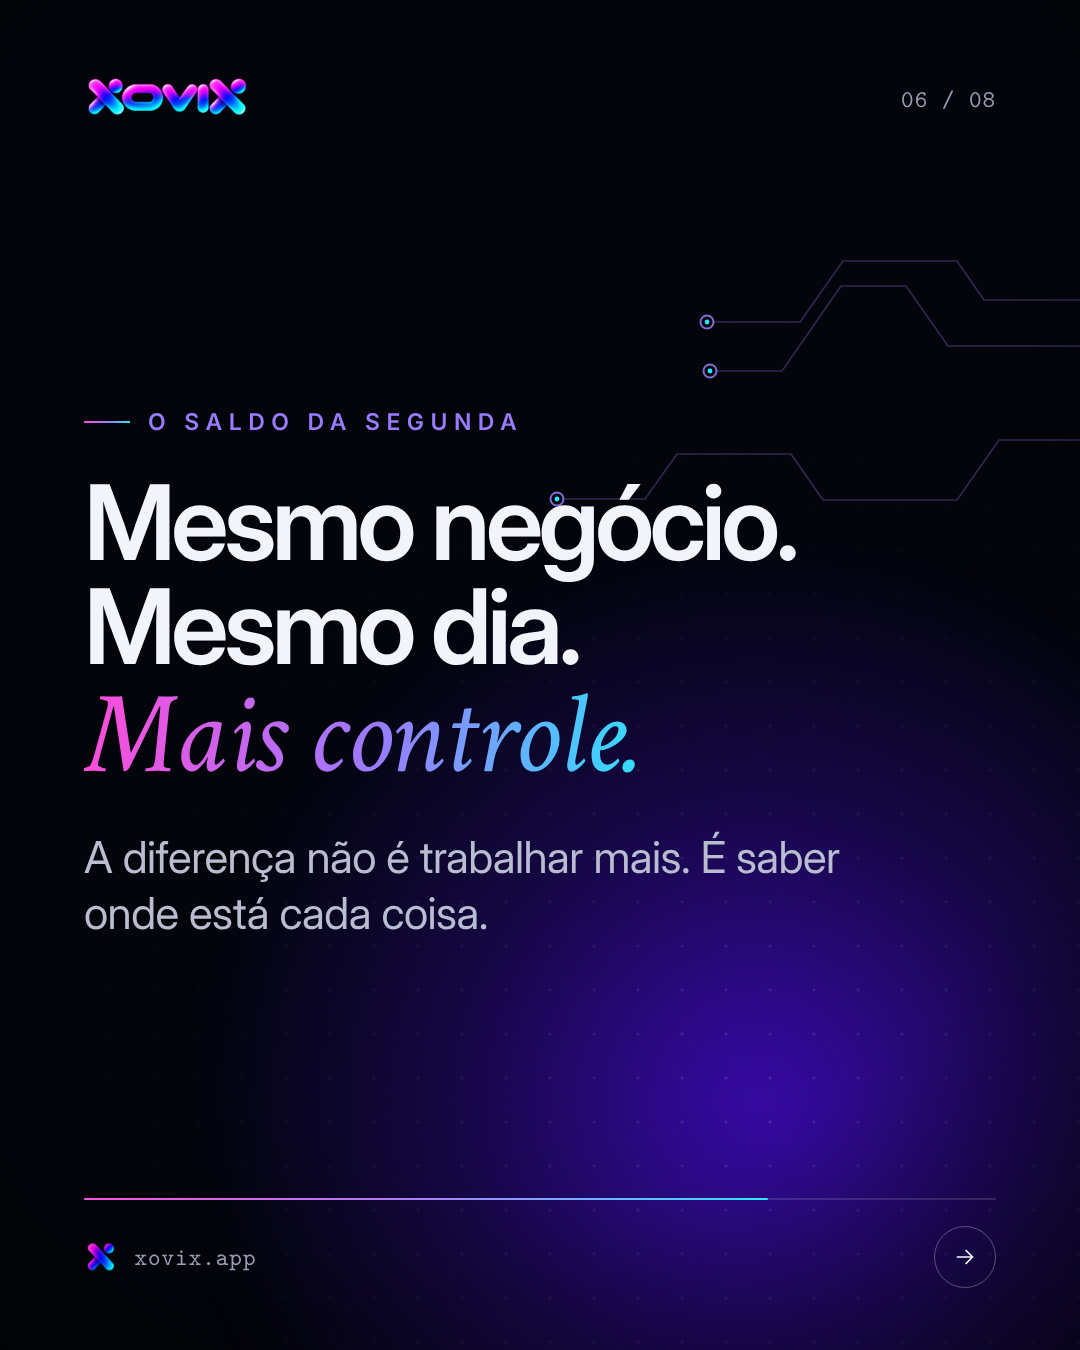 xovix
06 / 08
O SALDO DA SEGUNDA
Mesmo negócio.
Mesmo dia.
Mais controle.
A diferença não é trabalhar mais. É saber
onde está cada coisa.
xovix.app